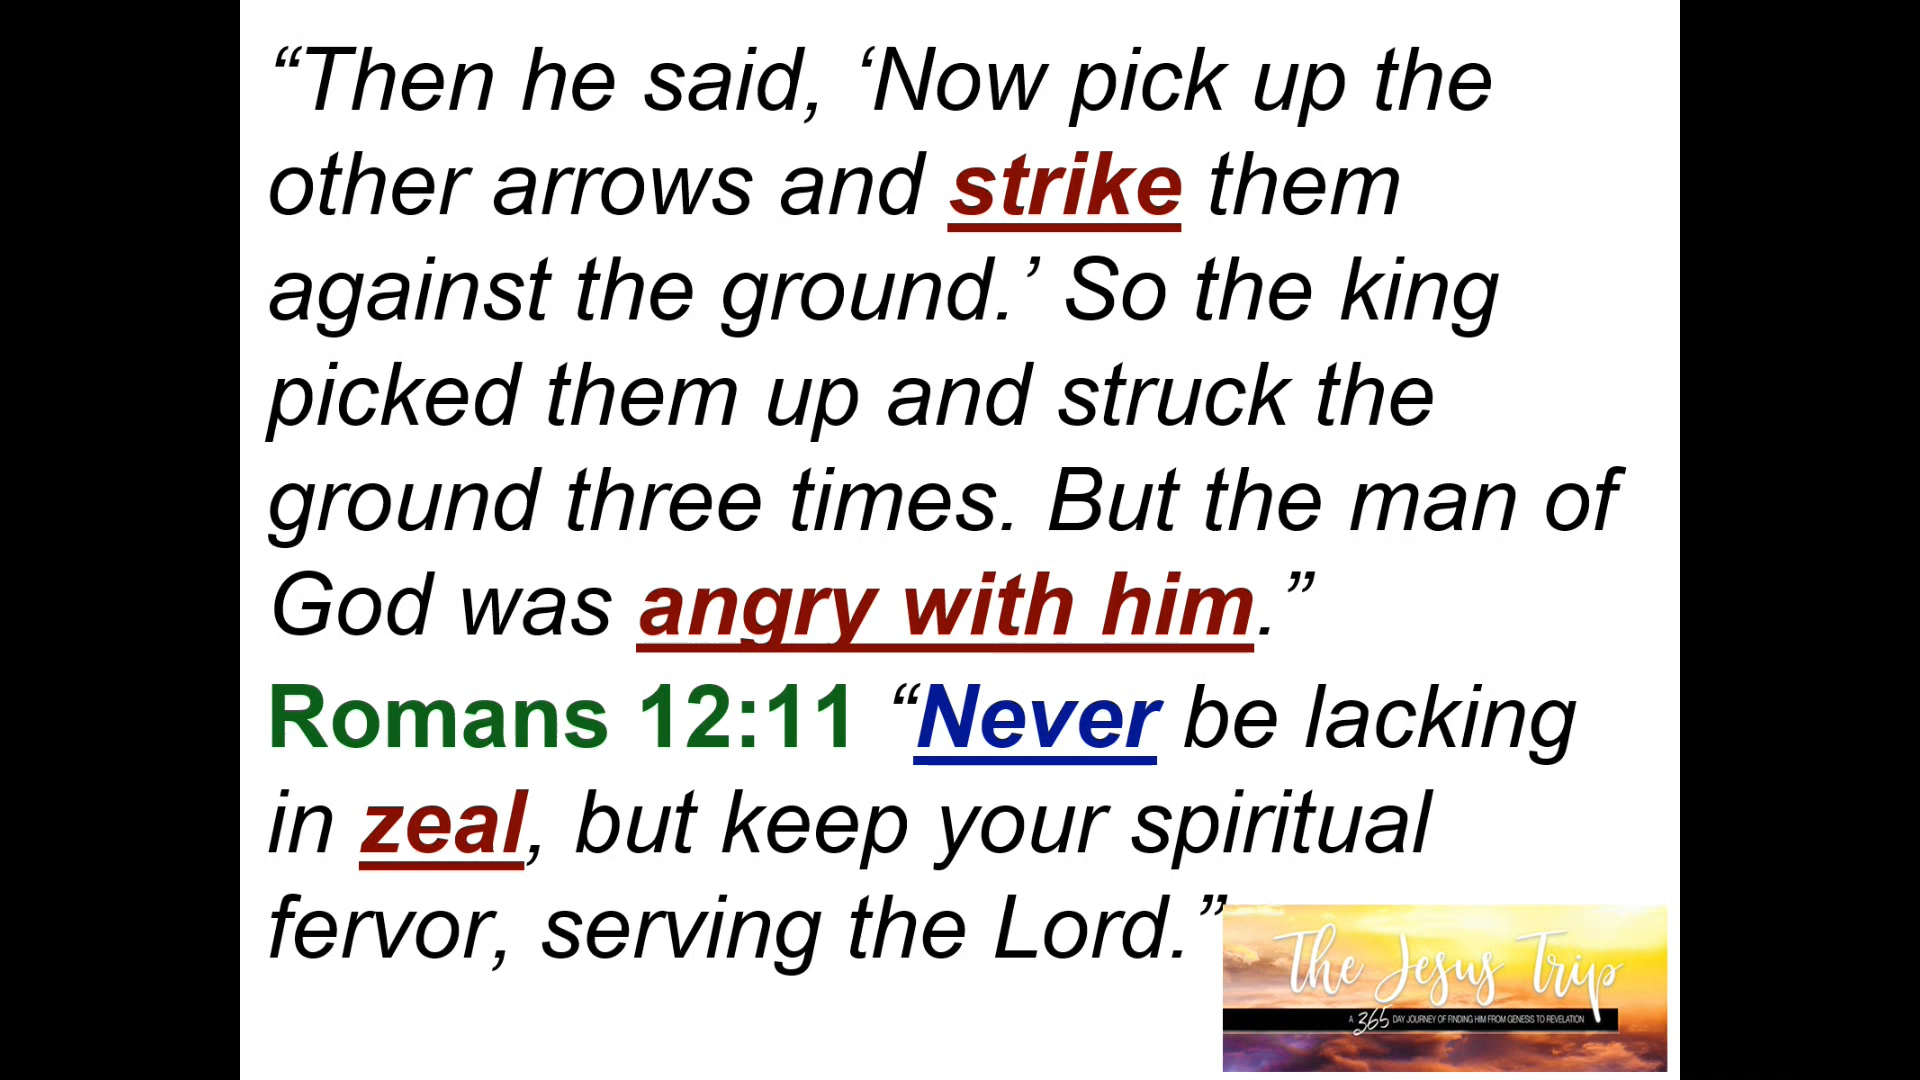 “Then he said, ‘Now pick up the
other arrows and strike them
against the ground.’ So the king
picked them up and struck the
ground three times. But the man of
God was angry with him.”
Romans 12:11 “Never be lacking
in zeal, but keep your spiritual
fervor, serving the Lord.”
The Jesus Trip
A 365 DAY JOURNEY OF FINDING HIM FROM GENESIS TO REVELATION